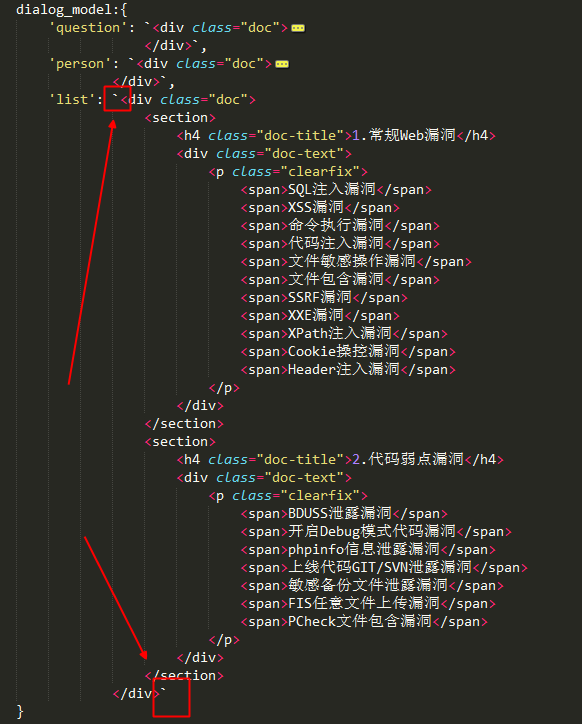 dialog_model:{
'question': `<div class="doc">
</div>`,
'person': `<div class="doc">
</div>`,
'list': `<div class="doc">
<section>
<h4 class="doc-title">1.常规Web漏洞</h4>
<div class="doc-text">
<p class="clearfix">
<span>SQL注入漏洞</span>
<span>XSS漏洞</span>
<span>命令执行漏洞</span>
<span>代码注入漏洞</span>
<span>文件敏感操作漏洞</span>
<span>文件包含漏洞</span>
<span>SSRF漏洞</span>
<span>XXE漏洞</span>
<span>XPath注入漏洞</span>
<span>Cookie操控漏洞</span>
<span>Header注入漏洞</span>
</p>
</div>
</section>
<section>
<h4 class="doc-title">2.代码弱点漏洞</h4>
<div class="doc-text">
<p class="clearfix">
<span>BDUSS泄露漏洞</span>
<span>开启Debug模式代码漏洞</span>
<span>phpinfo信息泄露漏洞</span>
<span>上线代码GIT/SVN泄露漏洞</span>
<span>敏感备份文件泄露漏洞</span>
<span>FIS任意文件上传漏洞</span>
<span>PCheck文件包含漏洞</span>
</p>
</div>
</section>
</div>`
}